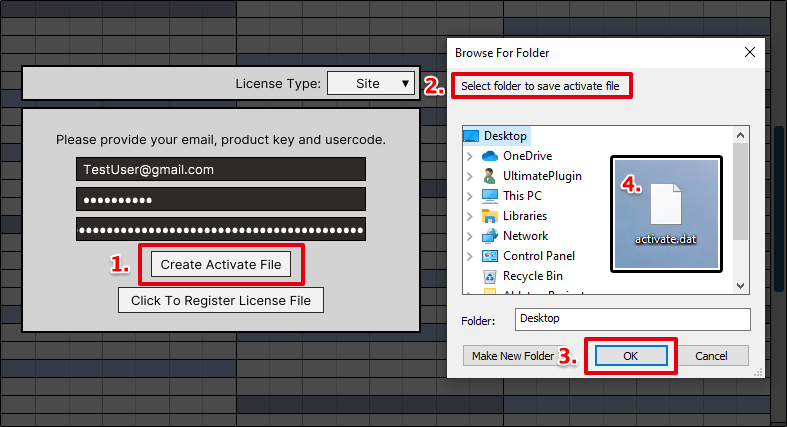 License Type: Site ▼
Please provide your email, product key and usercode.
TestUser@gmail.com
●●●●●●●●●●
1. Create Activate File
Click To Register License File
Browse For Folder
2. Select folder to save activate file
Desktop
OneDrive
UltimatePlugin
This PC
Libraries
Network
Control Panel
Recycle Bin
4.
activate.dat
Folder: Desktop
Make New Folder
3. OK
Cancel